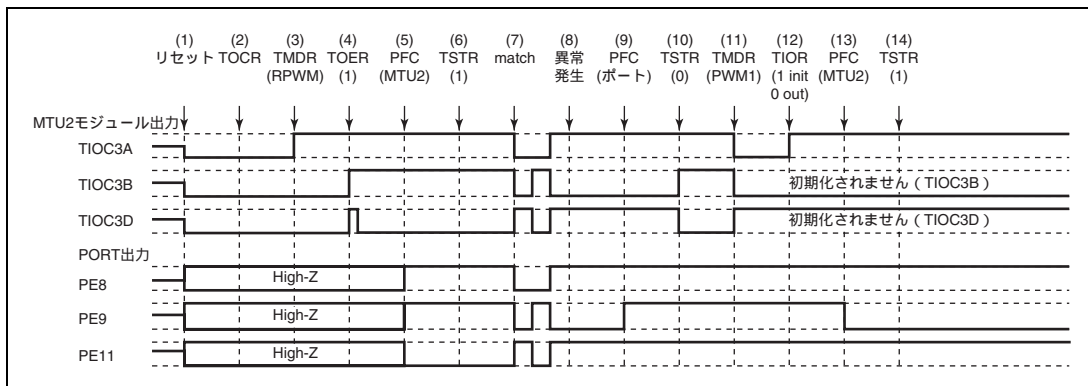 (1) (2) (3) (4) (5) (6) (7) (8) (9) (10) (11) (12) (13) (14)
リセット TOCR TMDR TOER PFC TSTR match 異常 PFC TSTR TMDR TIOR PFC TSTR
(RPWM) (1) (MTU2) (1) 発生 (ポート) (0) (PWM1) (1 init (MTU2) (1)
0 out)
MTU2モジュール出力
TIOC3A
TIOC3B 初期化されません（TIOC3B）
TIOC3D 初期化されません（TIOC3D）
PORT出力
PE8 High-Z
PE9 High-Z
PE11 High-Z